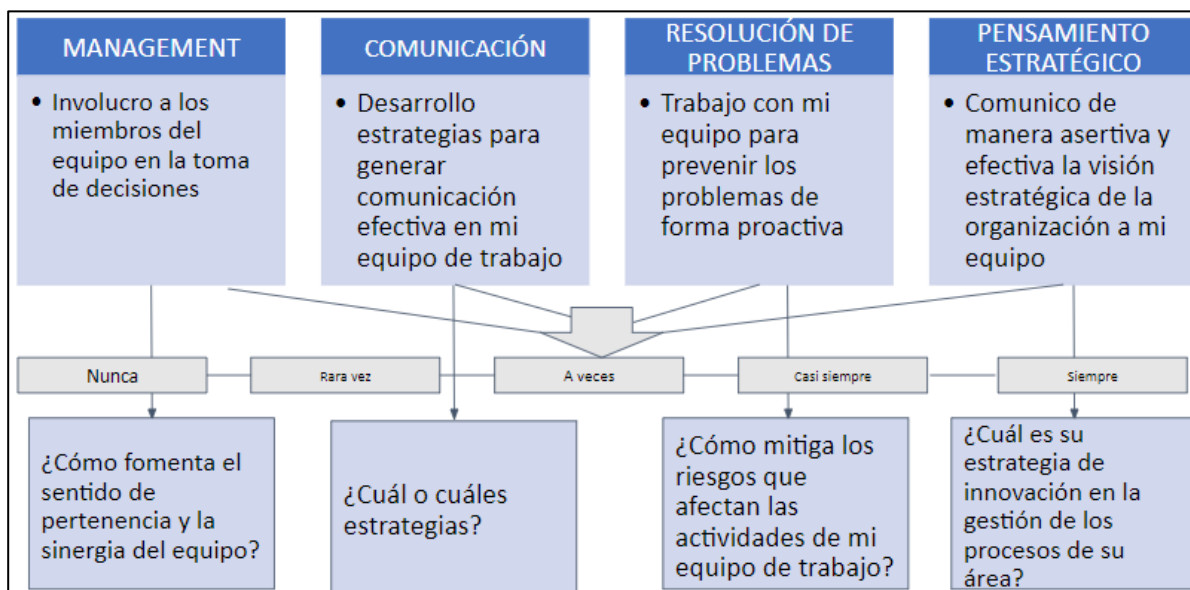 MANAGEMENT
• Involucro a los
miembros del
equipo en la toma
de decisiones
COMUNICACIÓN
• Desarrollo
estrategias para
generar
comunicación
efectiva en mi
equipo de trabajo
RESOLUCIÓN DE
PROBLEMAS
• Trabajo con mi
equipo para
prevenir los
problemas de
forma proactiva
PENSAMIENTO
ESTRATÉGICO
• Comunico de
manera asertiva y
efectiva la visión
estratégica de la
organización a mi
equipo
Nunca
Rara vez
A veces
Casi siempre
Siempre
¿Cómo fomenta el
sentido de
pertenencia y la
sinergia del equipo?
¿Cuál o cuáles
estrategias?
¿Cómo mitiga los
riesgos que
afectan las
actividades de mi
equipo de trabajo?
¿Cuál es su
estrategia de
innovación en la
gestión de los
procesos de su
área?